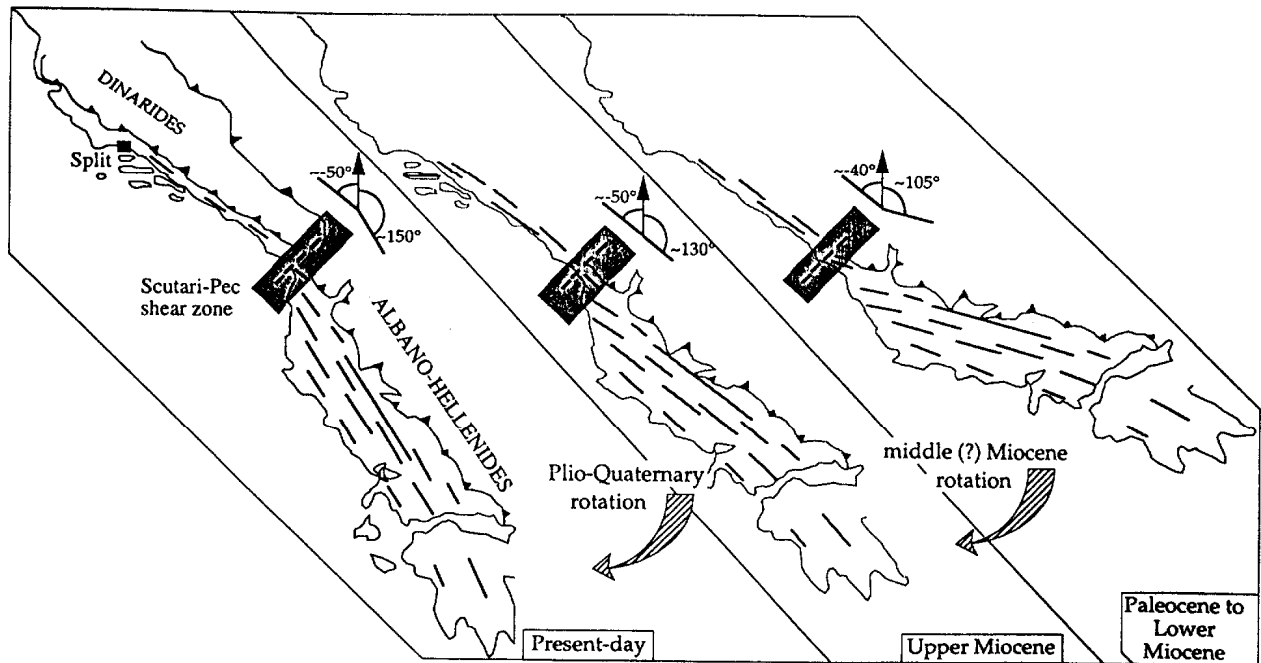 DINARIDES
Split
~-50°
~150°
Scutari-Pec
shear zone
ALBANO-HELLENIDES
~-50°
~130°
~-40°
~105°
Plio-Quaternary
rotation
middle (?) Miocene
rotation
Present-day
Upper Miocene
Paleocene to
Lower
Miocene